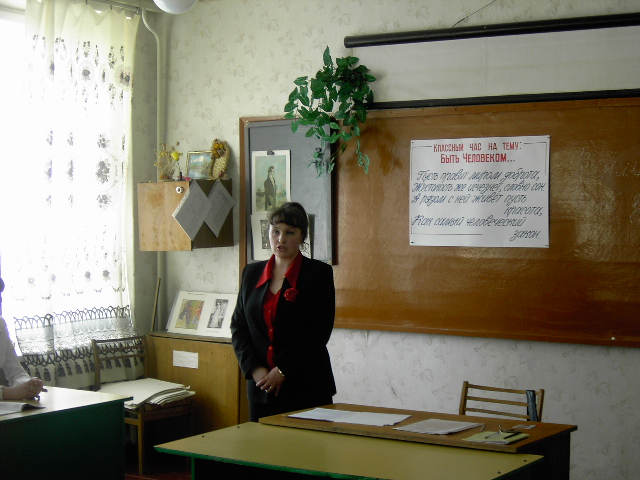 КЛАССНЫЙ ЧАС НА ТЕМУ:
БЫТЬ ЧЕЛОВЕКОМ...
Пусть правит миром доброта,
Жестокость же исчезнет, словно сон
А рядом с ней живёт пусть
красота,
Как самый человеческий
закон.